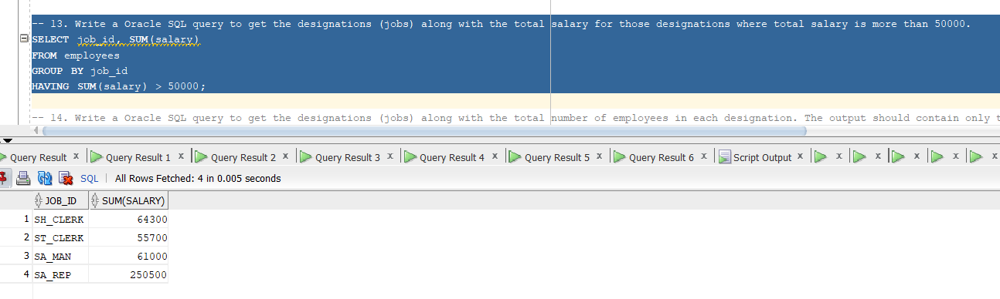 -- 13. Write a Oracle SQL query to get the designations (jobs) along with the total salary for those designations where total salary is more than 50000.
SELECT job_id, SUM(salary)
FROM employees
GROUP BY job_id
HAVING SUM(salary) > 50000;
-- 14. Write a Oracle SQL query to get the designations (jobs) along with the total number of employees in each designation. The output should contain only t
Query Result x Query Result 1 x Query Result 2 x Query Result 3 x Query Result 4 x Query Result 5 x Query Result 6 x Script Output x x x x x x
SQL | All Rows Fetched: 4 in 0.005 seconds
JOB_ID SUM(SALARY)
1 SH_CLERK 64300
2 ST_CLERK 55700
3 SA_MAN 61000
4 SA_REP 250500